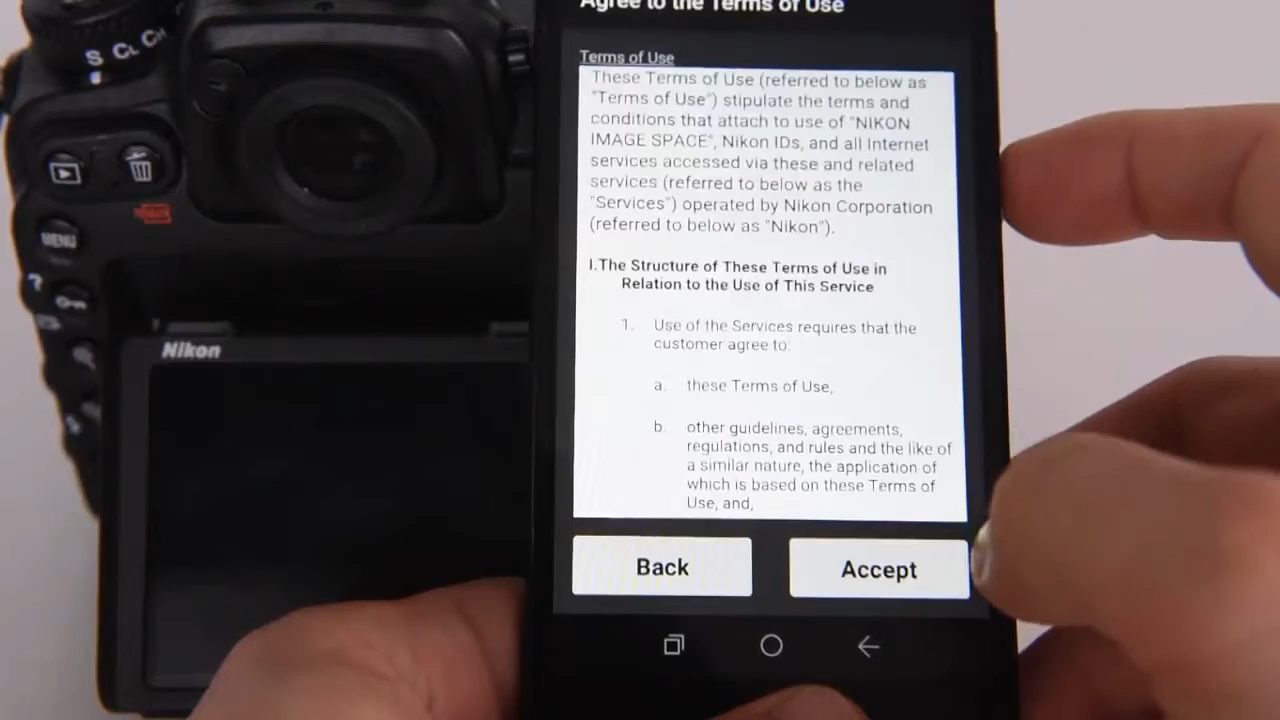 Agree to the Terms of Use
S CL CH
Terms of Use
These Terms of Use (referred to below as
"Terms of Use") stipulate the terms and
conditions that attach to use of "NIKON
IMAGE SPACE", Nikon IDs, and all Internet
services accessed via these and related
services (referred to below as the
"Services") operated by Nikon Corporation
(referred to below as "Nikon").
MENU
?
I.The Structure of These Terms of Use in
Relation to the Use of This Service
1. Use of the Services requires that the
customer agree to:
Nikon
a. these Terms of Use,
b. other guidelines, agreements,
regulations, and rules and the like of
a similar nature, the application of
which is based on these Terms of
Use, and,
Back
Accept